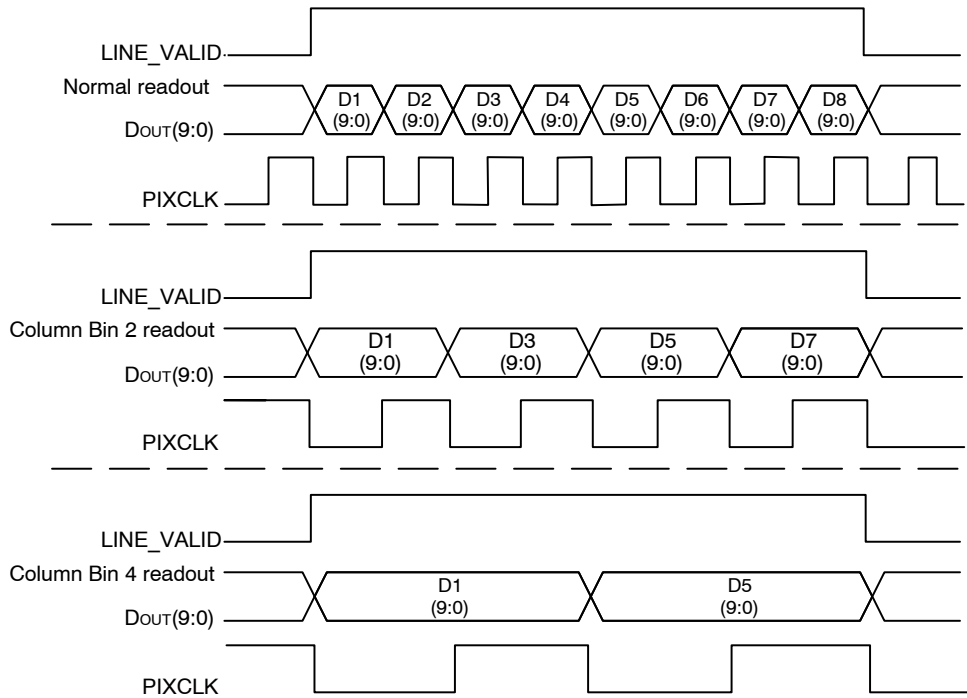 LINE_VALID
Normal readout
D1 D2 D3 D4 D5 D6 D7 D8
(9:0) (9:0) (9:0) (9:0) (9:0) (9:0) (9:0) (9:0)
DOUT(9:0)
PIXCLK
LINE_VALID
Column Bin 2 readout
D1 D3 D5 D7
(9:0) (9:0) (9:0) (9:0)
DOUT(9:0)
PIXCLK
LINE_VALID
Column Bin 4 readout
D1 D5
(9:0) (9:0)
DOUT(9:0)
PIXCLK